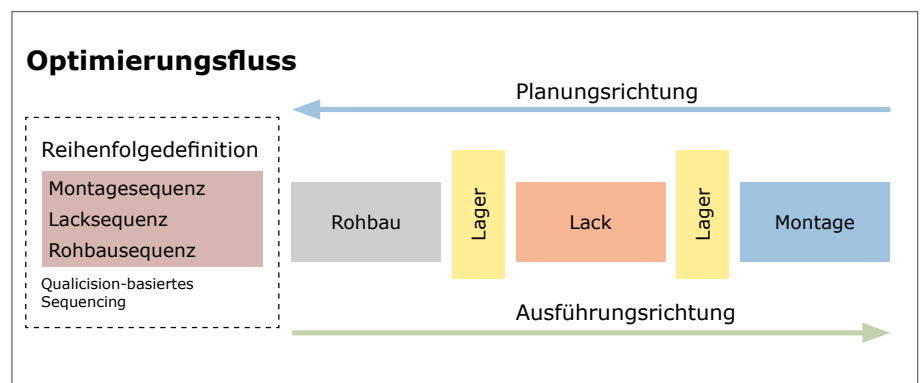 Optimierungsfluss
Planungsrichtung
Reihenfolgedefinition
Montagesequenz
Lacksequenz
Rohbausequenz
Qualicision-basiertes
Sequencing
Rohbau
Lager
Lack
Lager
Montage
Ausführungsrichtung